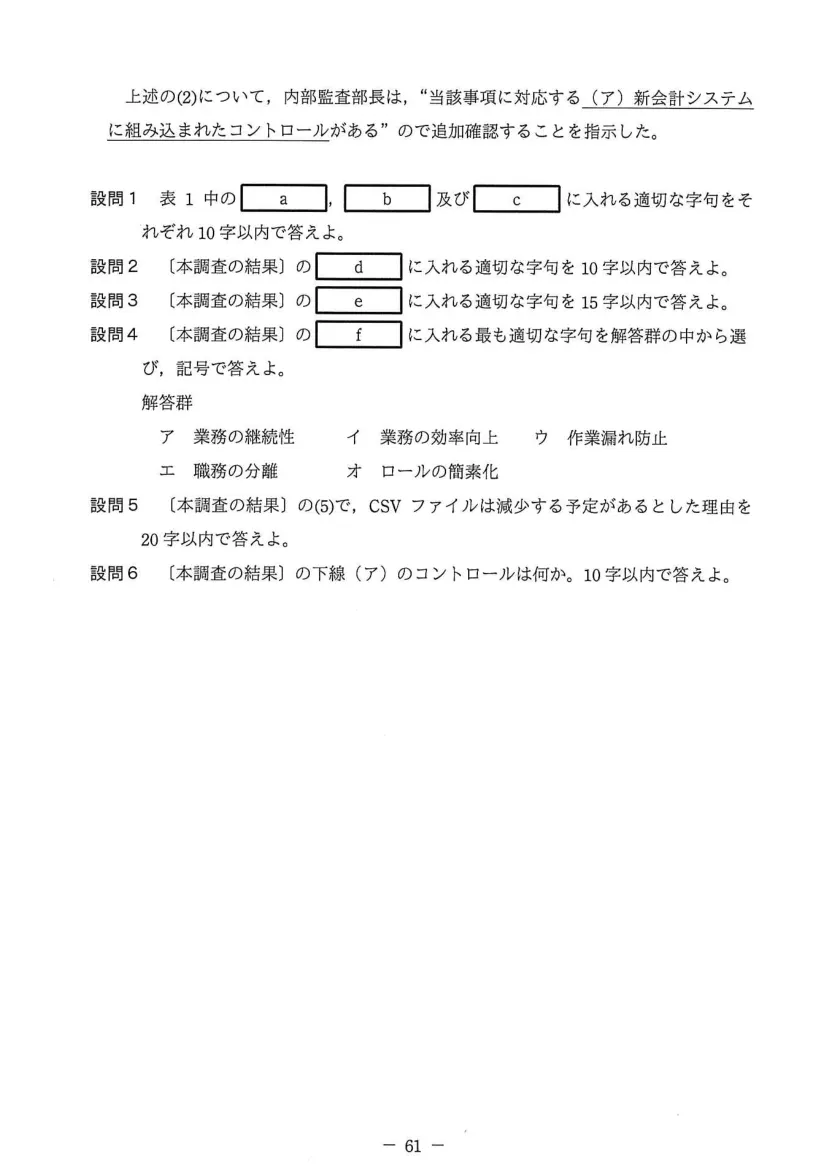 上述の(2)について，内部監査部長は，“当該事項に対応する（ア）新会計システム
に組み込まれたコントロールがある”ので追加確認することを指示した。
設問1　表 1 中の a ， b 及び c に入れる適切な字句をそ
れぞれ 10 字以内で答えよ。
設問2　〔本調査の結果〕の d に入れる適切な字句を 10 字以内で答えよ。
設問3　〔本調査の結果〕の e に入れる適切な字句を 15 字以内で答えよ。
設問4　〔本調査の結果〕の f に入れる最も適切な字句を解答群の中から選
び，記号で答えよ。
解答群
ア　業務の継続性　イ　業務の効率向上　ウ　作業漏れ防止
エ　職務の分離　オ　ロールの簡素化
設問5　〔本調査の結果〕の(5)で，CSV ファイルは減少する予定があるとした理由を
20 字以内で答えよ。
設問6　〔本調査の結果〕の下線（ア）のコントロールは何か。10 字以内で答えよ。
－ 61 －